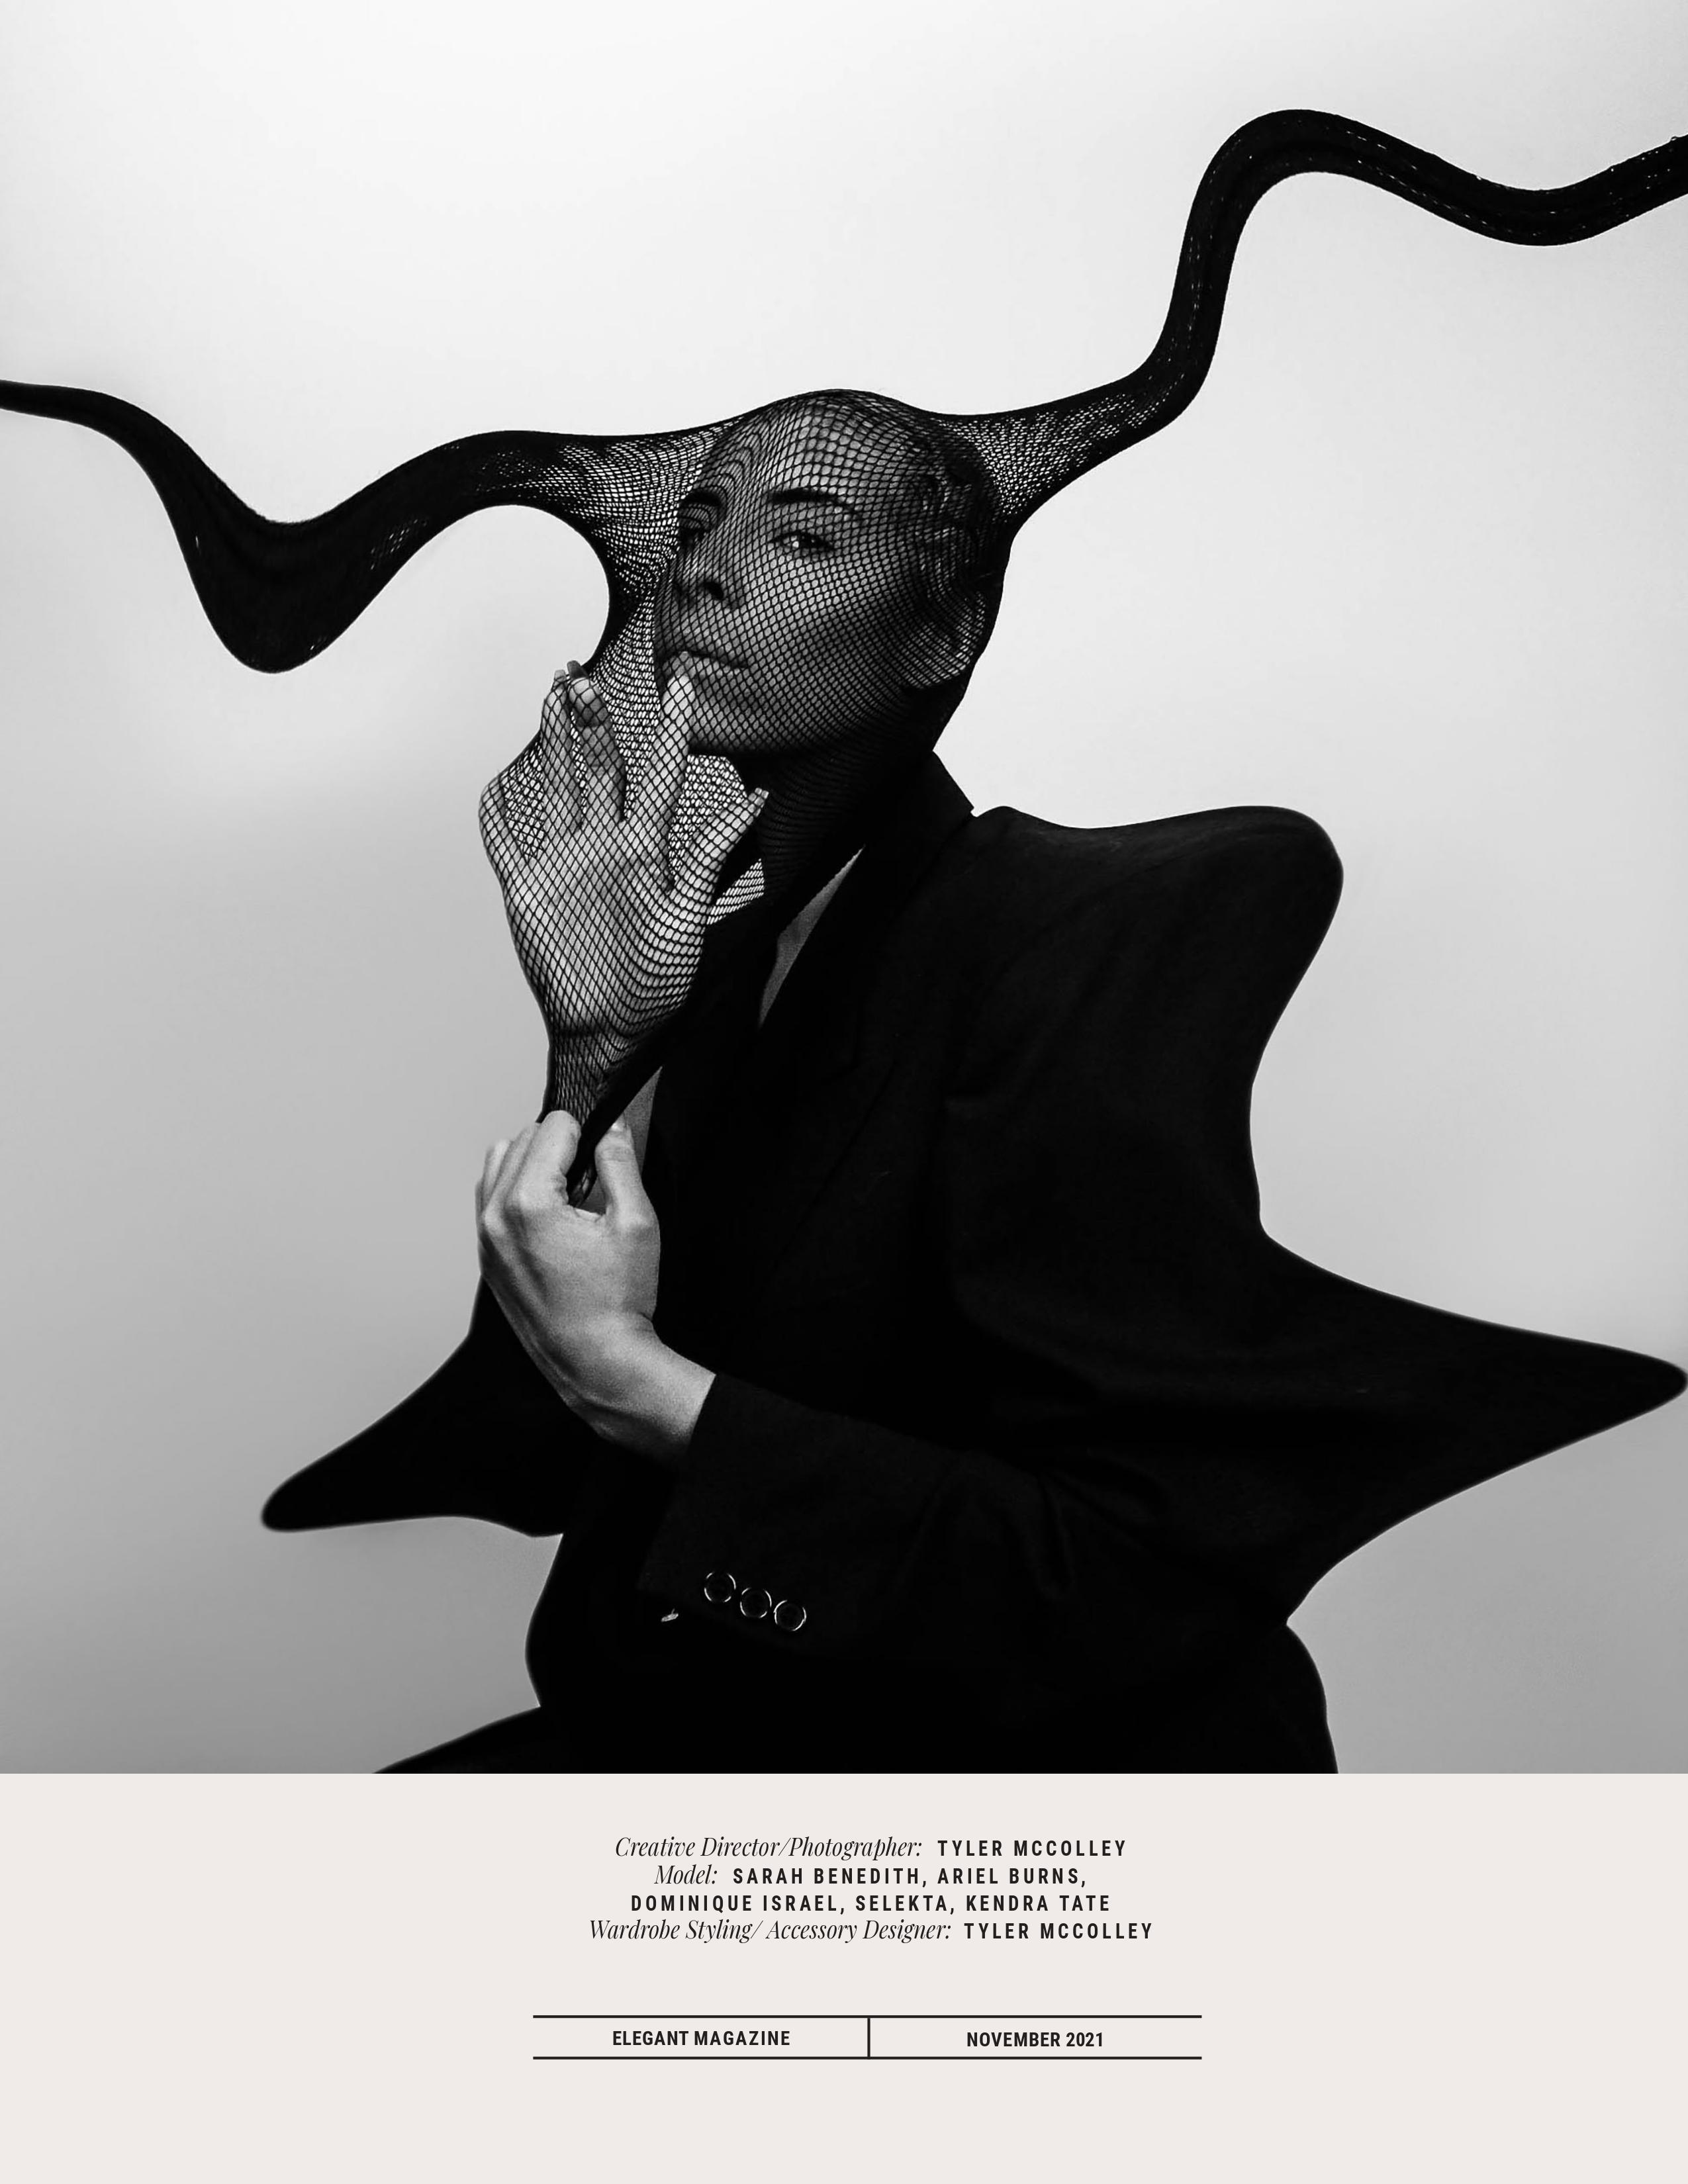 Creative Director/Photographer: TYLER MCCOLLEY
Model: SARAH BENEDITH, ARIEL BURNS,
DOMINIQUE ISRAEL, SELEKTA, KENDRA TATE
Wardrobe Styling/ Accessory Designer: TYLER MCCOLLEY
ELEGANT MAGAZINE
NOVEMBER 2021